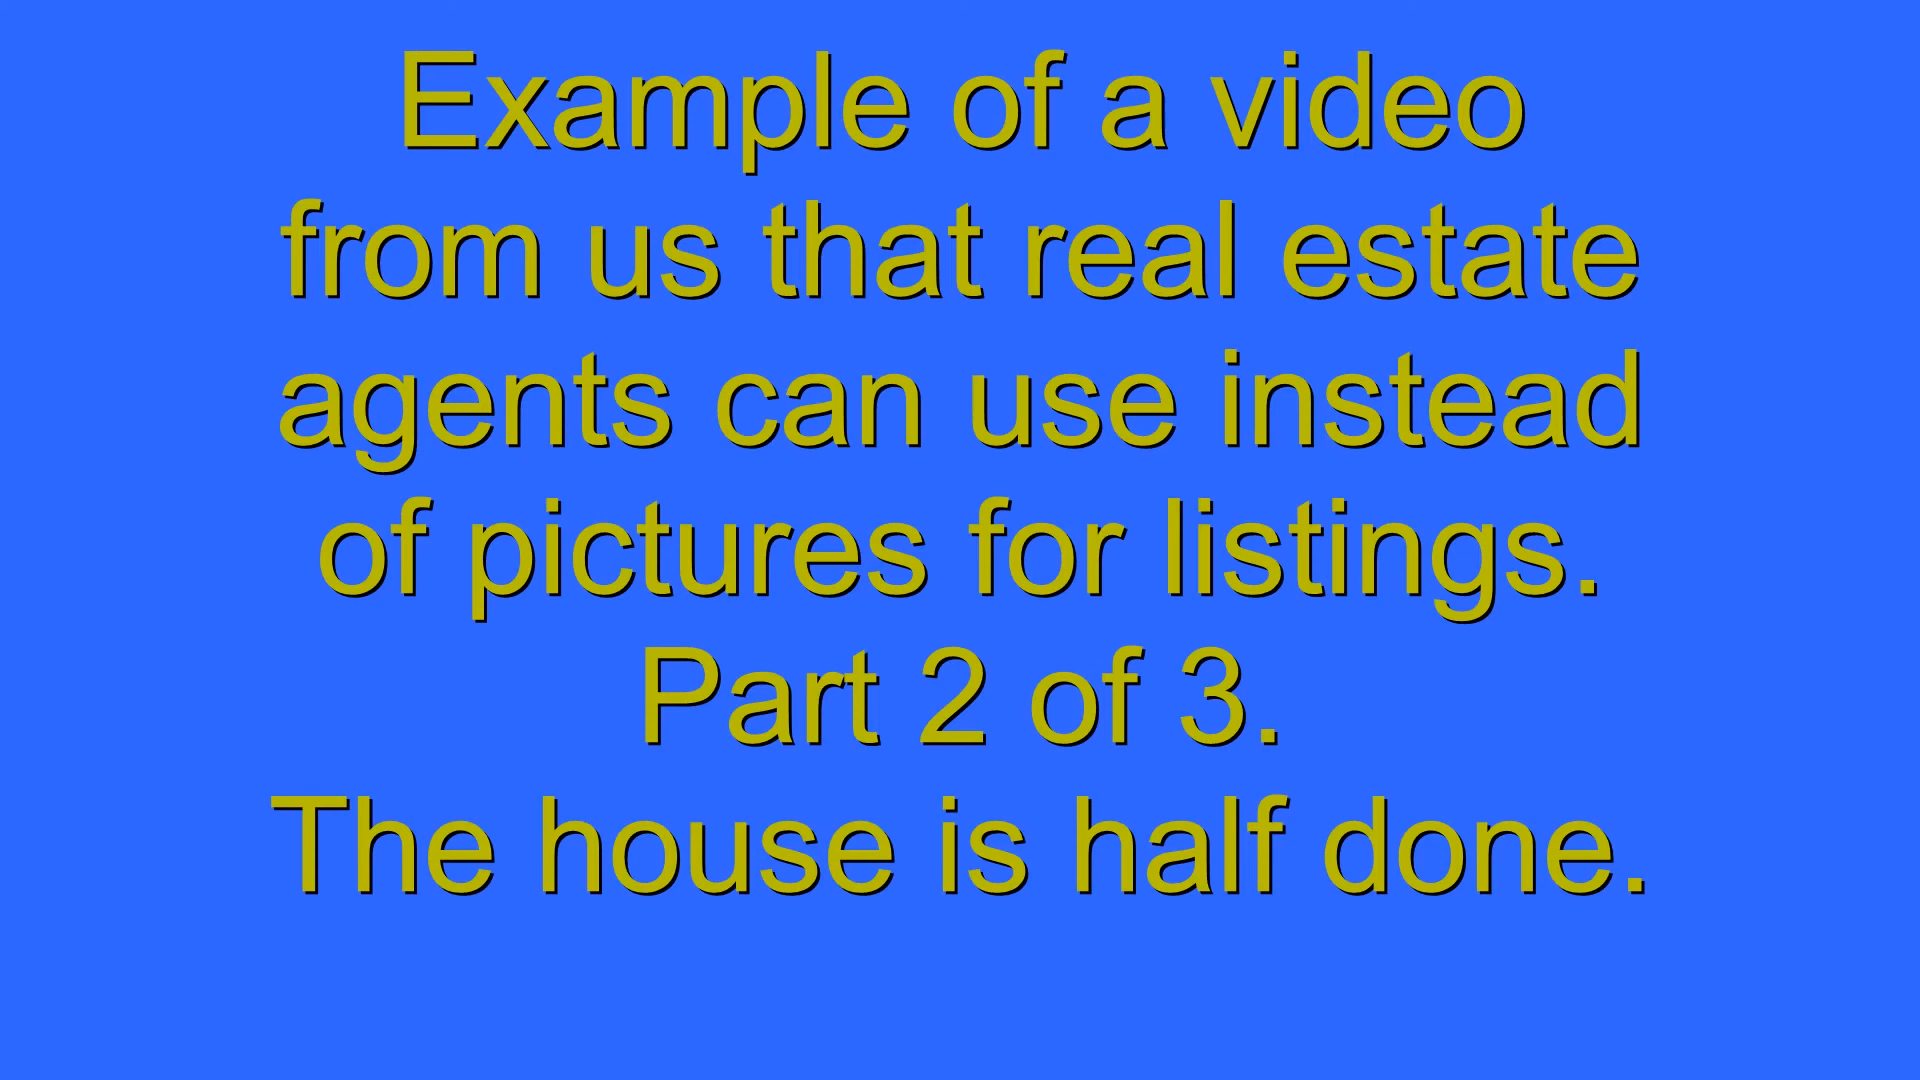 Example of a video
from us that real estate
agents can use instead
of pictures for listings.
Part 2 of 3.
The house is half done.